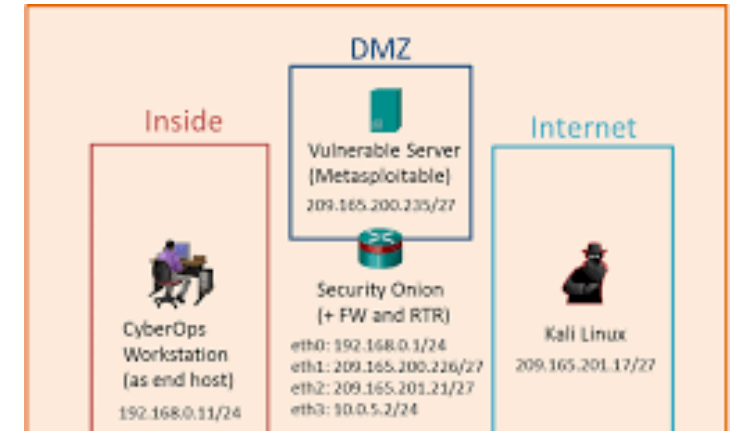 DMZ
Inside
Internet
Vulnerable Server
(Metasploitable)
209.165.200.235/27
Security Onion
(+ FW and RTR)
eth0: 192.168.0.1/24
eth1: 209.165.200.226/27
eth2: 209.165.201.21/27
eth3: 10.0.5.2/24
CyberOps
Workstation
(as end host)
192.168.0.11/24
Kali Linux
209.165.201.17/27